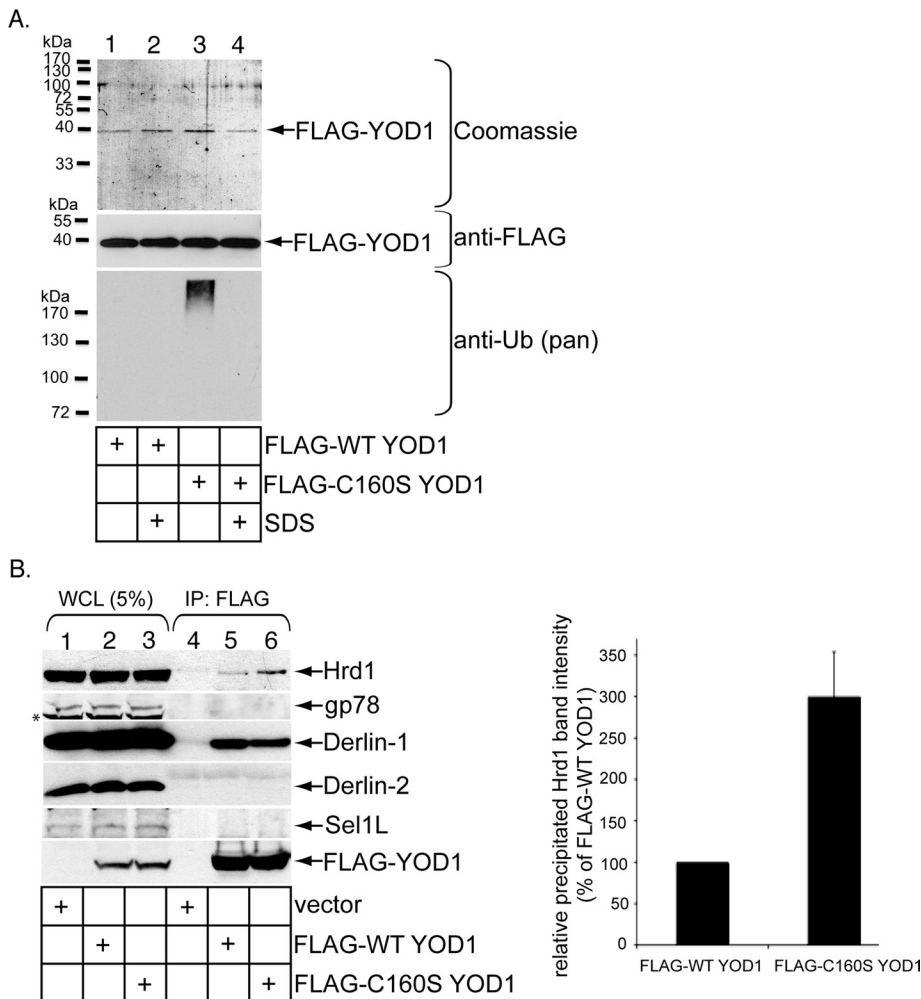 A.
kDa 1 2 3 4
170
130
100
72
55
40
33
FLAG-YOD1
Coomassie
kDa
55
40
FLAG-YOD1
anti-FLAG
kDa
170
130
100
72
anti-Ub (pan)
+ + FLAG-WT YOD1
+ + FLAG-C160S YOD1
+ + SDS
B.
WCL (5%) IP: FLAG
1 2 3 4 5 6
Hrd1
gp78
*
Derlin-1
Derlin-2
Sel1L
FLAG-YOD1
+ + vector
+ + FLAG-WT YOD1
+ + FLAG-C160S YOD1
relative precipitated Hrd1 band intensity
(% of FLAG-WT YOD1)
350
300
250
200
150
100
50
0
FLAG-WT YOD1 FLAG-C160S YOD1